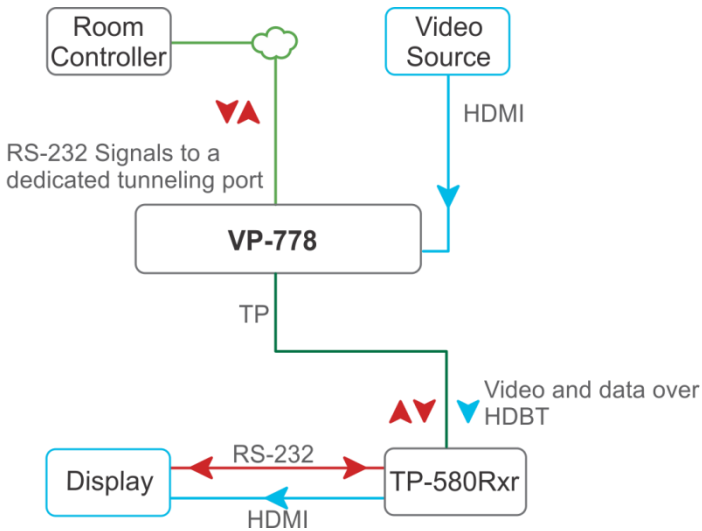 Room
Controller
Video
Source
HDMI
RS-232 Signals to a
dedicated tunneling port
VP-778
TP
Video and data over
HDBT
RS-232
Display
TP-580Rxr
HDMI